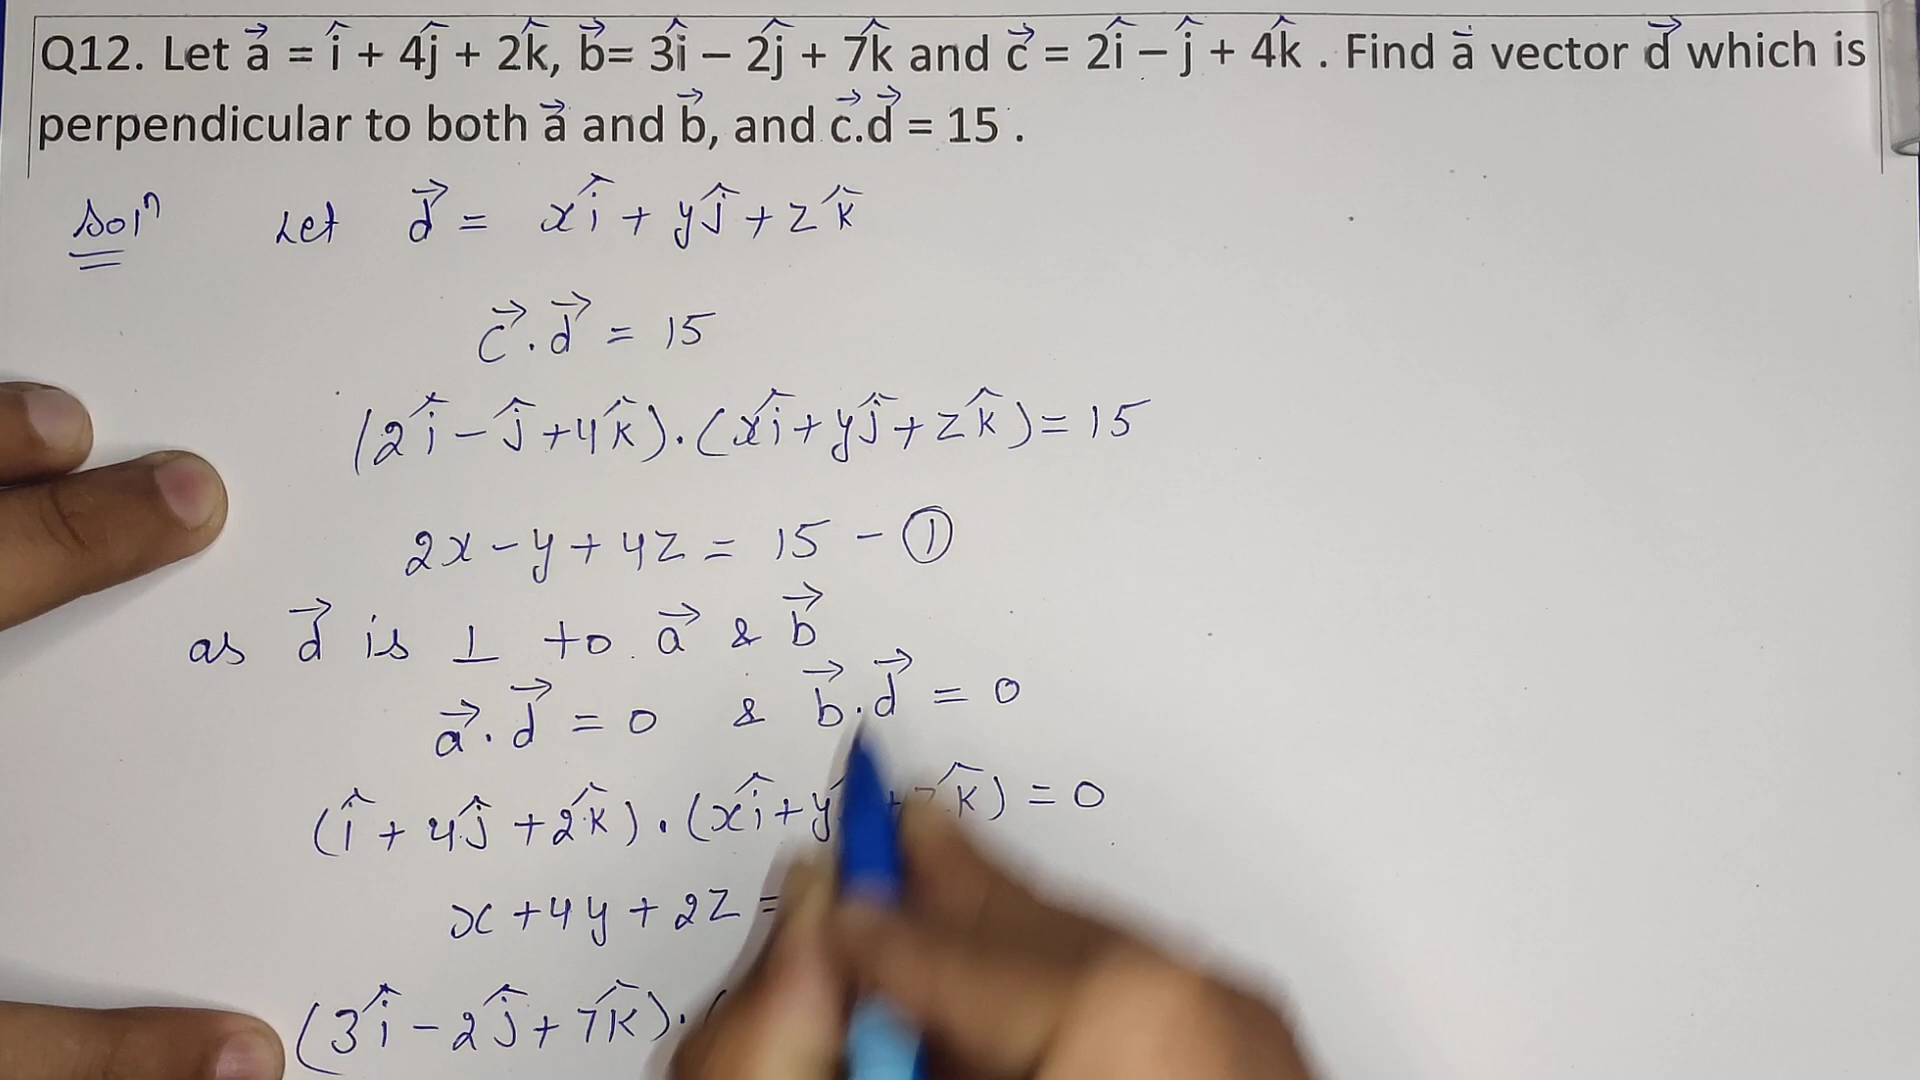 Q12. Let a⃗ = î + 4ĵ + 2k̂, b⃗= 3î – 2ĵ + 7k̂ and c⃗ = 2î – ĵ + 4k̂ . Find a vector d⃗ which is
perpendicular to both a⃗ and b⃗, and c⃗.d⃗ = 15 .
Solⁿ Let d⃗ = xî + yĵ + zk̂
c⃗ . d⃗ = 15
(2î – ĵ + 4k̂) . (xî + yĵ + zk̂) = 15
2x – y + 4z = 15 – ①
as d⃗ is ⊥ to a⃗ & b⃗
a⃗ . d⃗ = 0 & b⃗ . d⃗ = 0
(î + 4ĵ + 2k̂) . (xî + y + k̂) = 0
x + 4y + 2z =
(3î – 2ĵ + 7k̂) . (